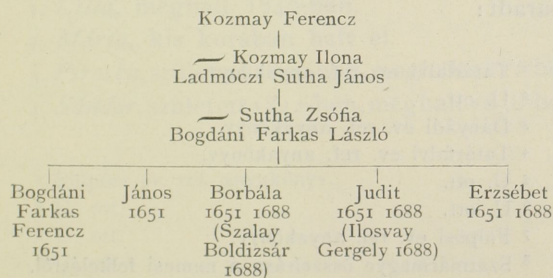 Kozmay Ferencz
Kozmay Ilona
Ladmóczi Sutha János
Sutha Zsófia
Bogdáni Farkas László
Bogdáni
Farkas
Ferencz
1651
János
1651
Borbála
1651 1688
(Szalay
Boldizsár
1688)
Judit
1651 1688
(Ilosvay
Gergely 1688)
Erzsébet
1651 1688